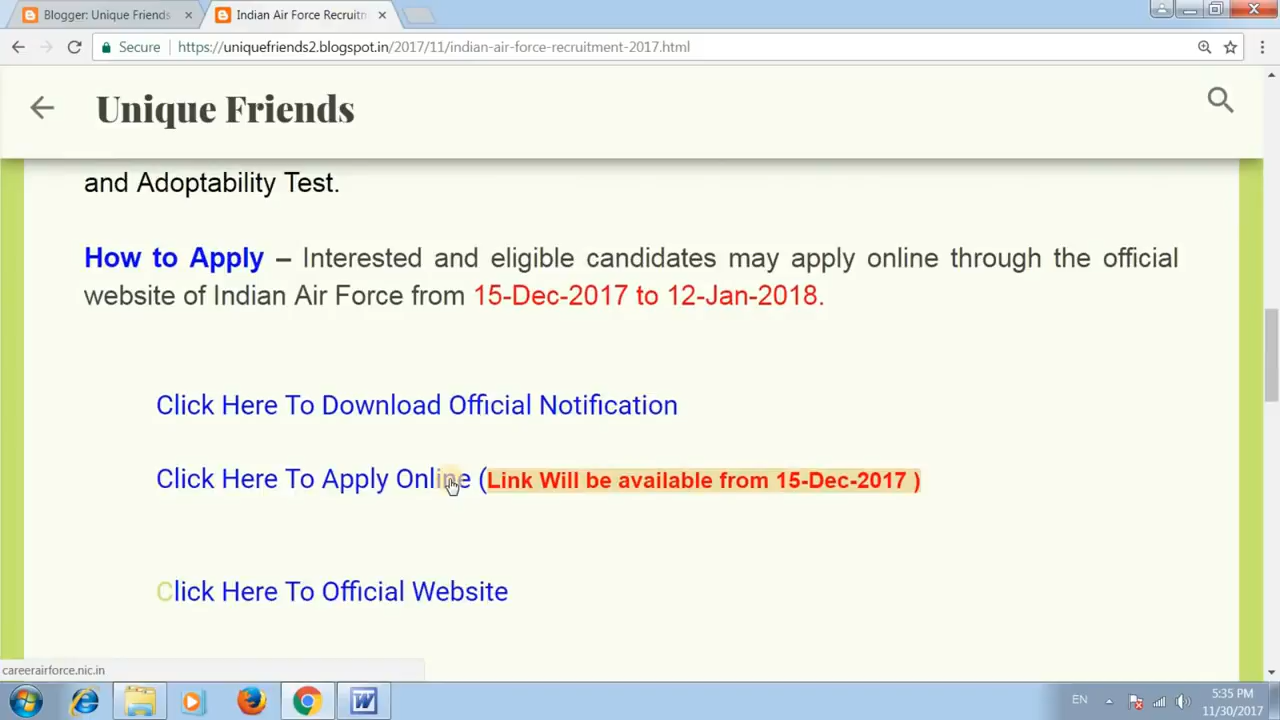 Blogger: Unique Friends
Indian Air Force Recruitm
Secure
https://uniquefriends2.blogspot.in/2017/11/indian-air-force-recruitment-2017.html
Unique Friends
and Adoptability Test.
How to Apply – Interested and eligible candidates may apply online through the official
website of Indian Air Force from 15-Dec-2017 to 12-Jan-2018.
Click Here To Download Official Notification
Click Here To Apply Online (Link Will be available from 15-Dec-2017 )
Click Here To Official Website
careerairforce.nic.in
EN
5:35 PM
11/30/2017